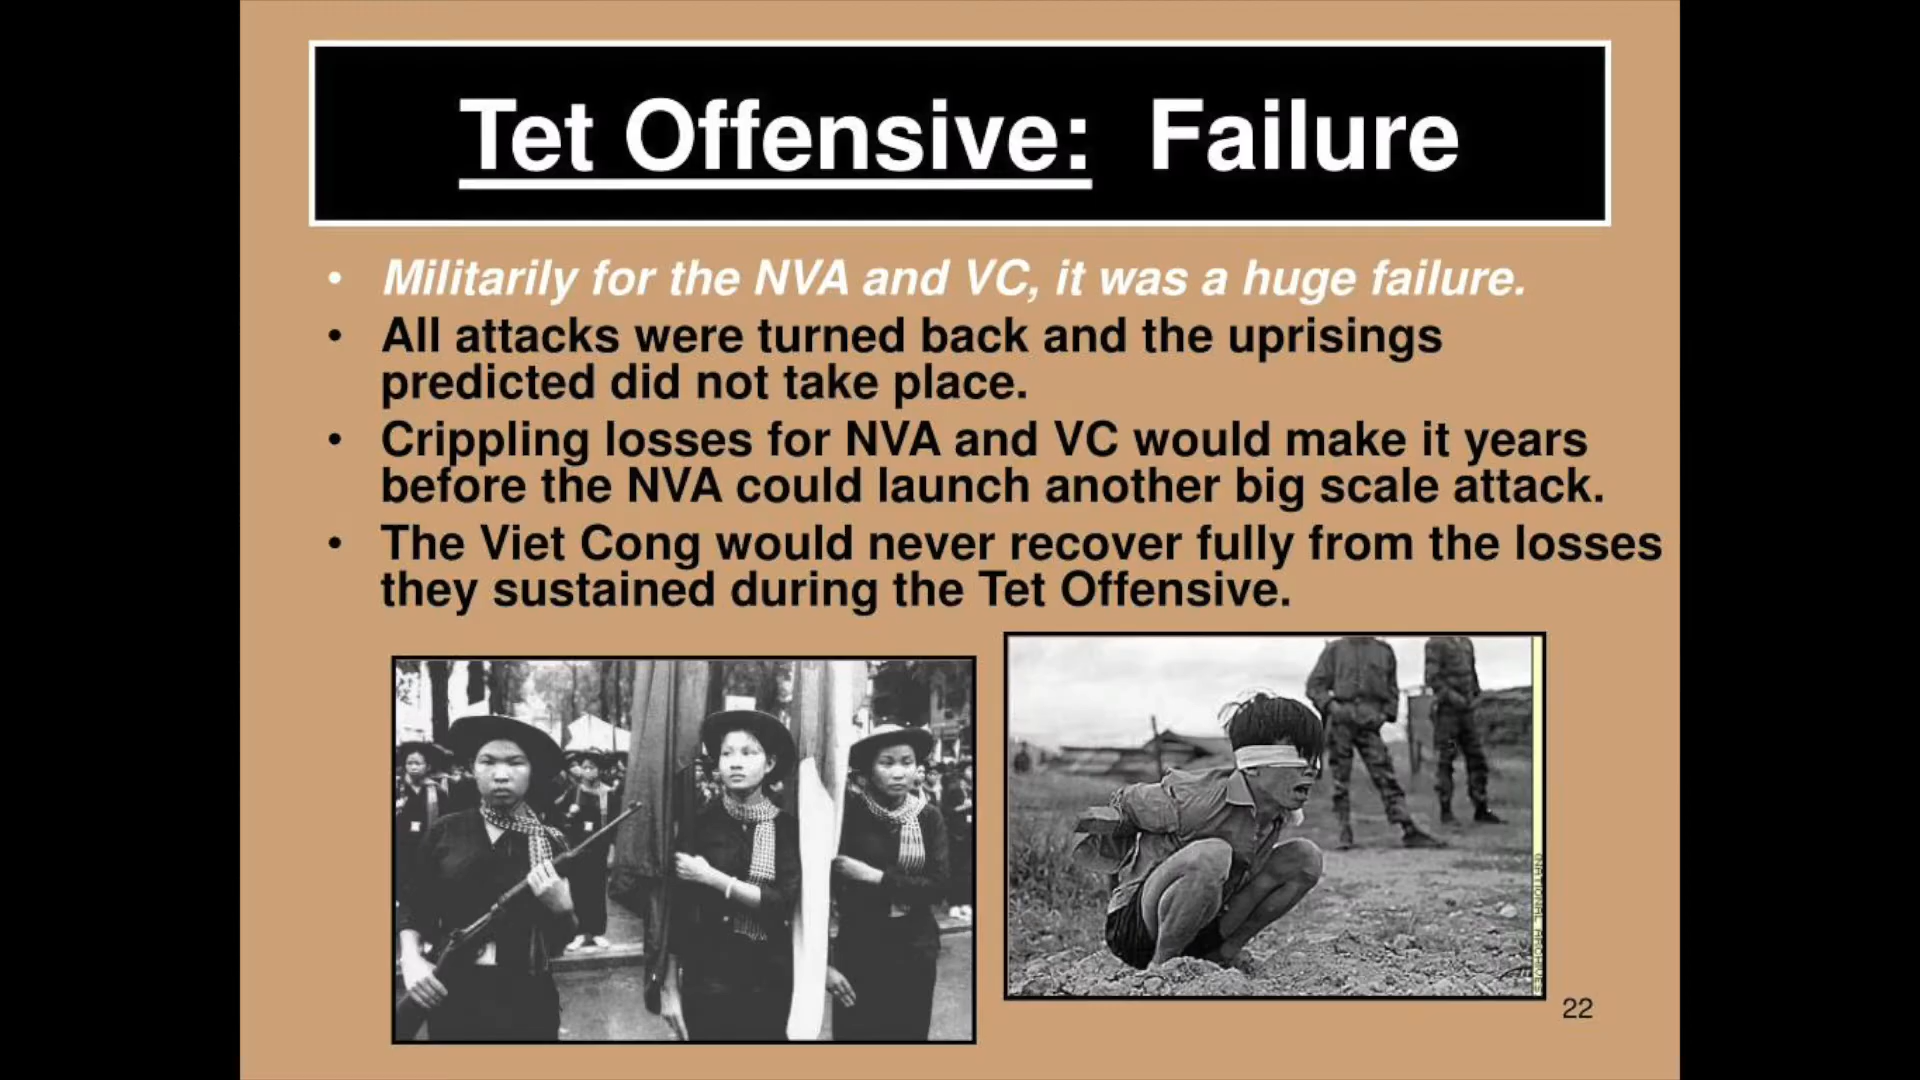 Tet Offensive: Failure
• Militarily for the NVA and VC, it was a huge failure.
• All attacks were turned back and the uprisings
predicted did not take place.
• Crippling losses for NVA and VC would make it years
before the NVA could launch another big scale attack.
• The Viet Cong would never recover fully from the losses
they sustained during the Tet Offensive.
NATIONAL ARCHIVES
22